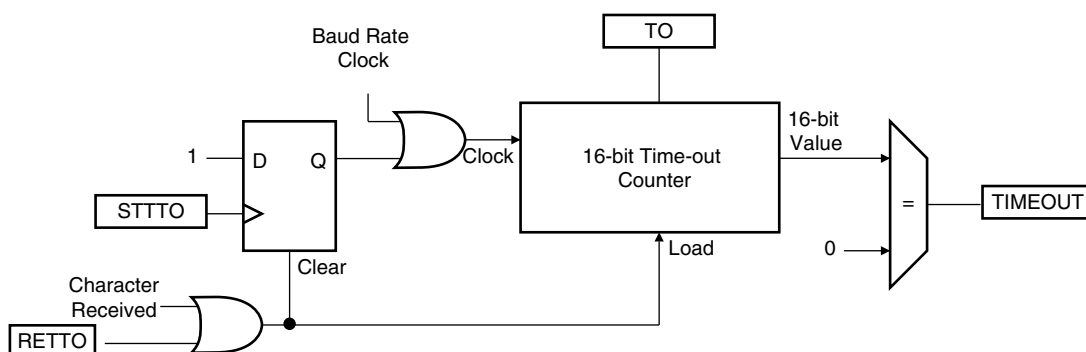 TO
Baud Rate
Clock
16-bit
Value
1
D
Q
Clock
16-bit Time-out
Counter
STTTO
=
TIMEOUT
Clear
Load
0
Character
Received
RETTO